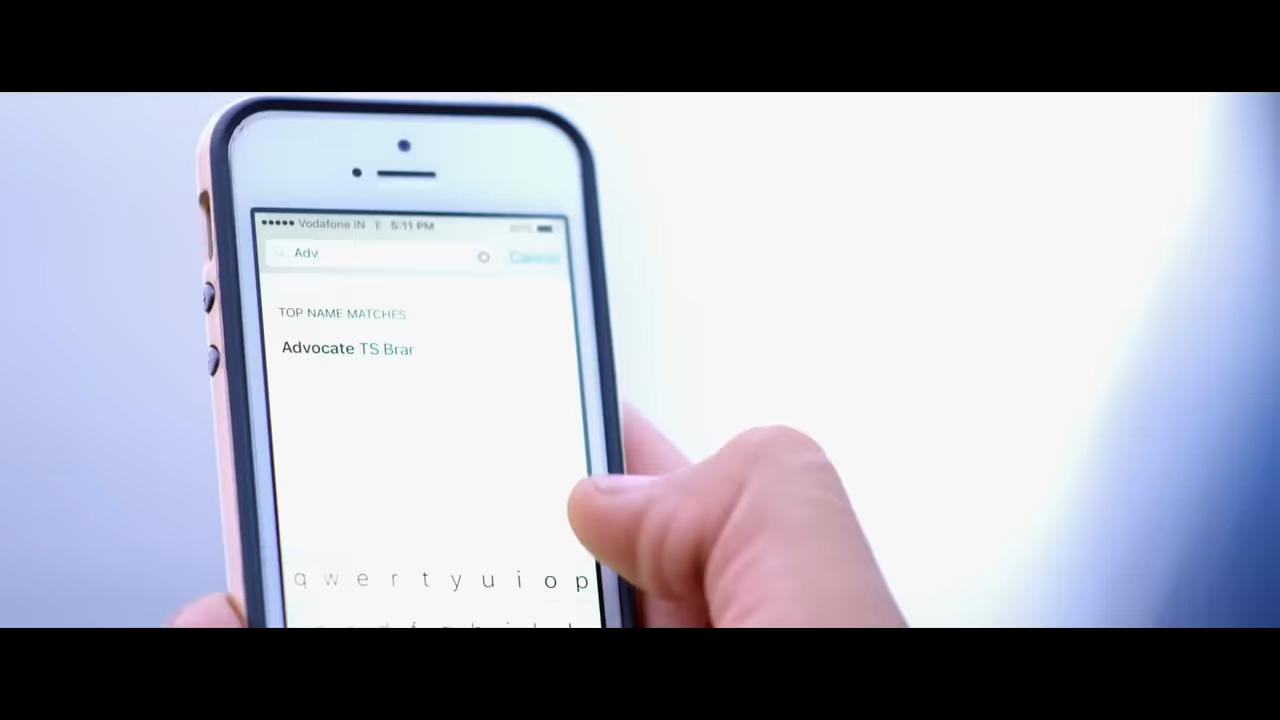 Vodafone IN 5:11 PM
Adv
Cancel
TOP NAME MATCHES
Advocate TS Brar
q w e r t y u i o p